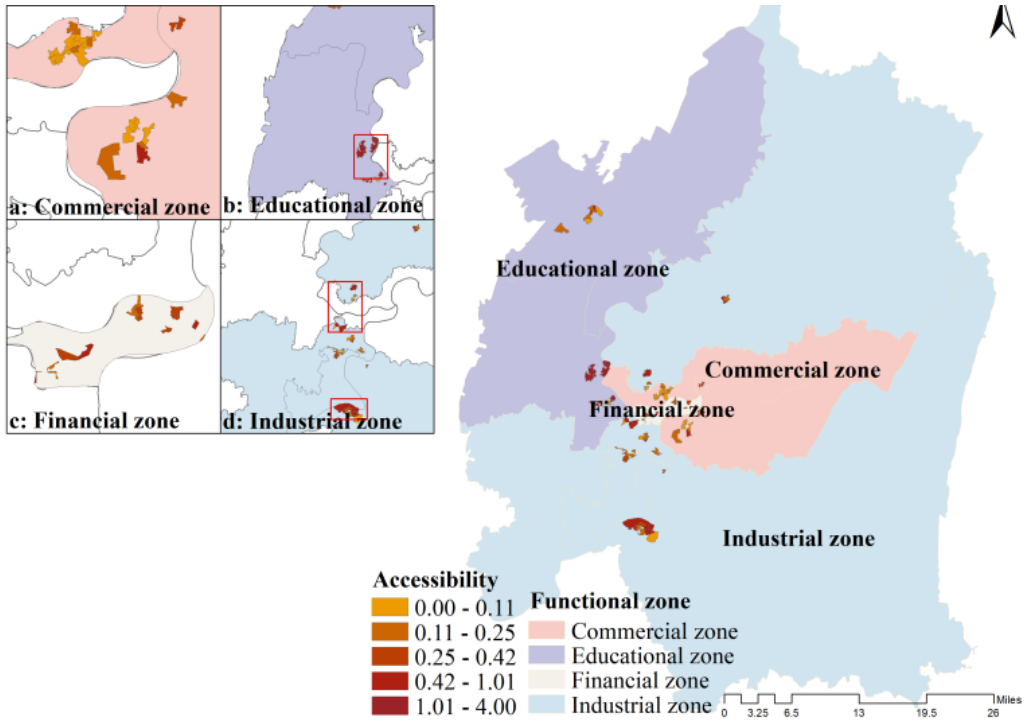 a: Commercial zone
b: Educational zone
c: Financial zone
d: Industrial zone
Educational zone
Commercial zone
Financial zone
Industrial zone
Accessibility
0.00 - 0.11
0.11 - 0.25
0.25 - 0.42
0.42 - 1.01
1.01 - 4.00
Functional zone
Commercial zone
Educational zone
Financial zone
Industrial zone
Miles
0 3.25 6.5 13 19.5 26